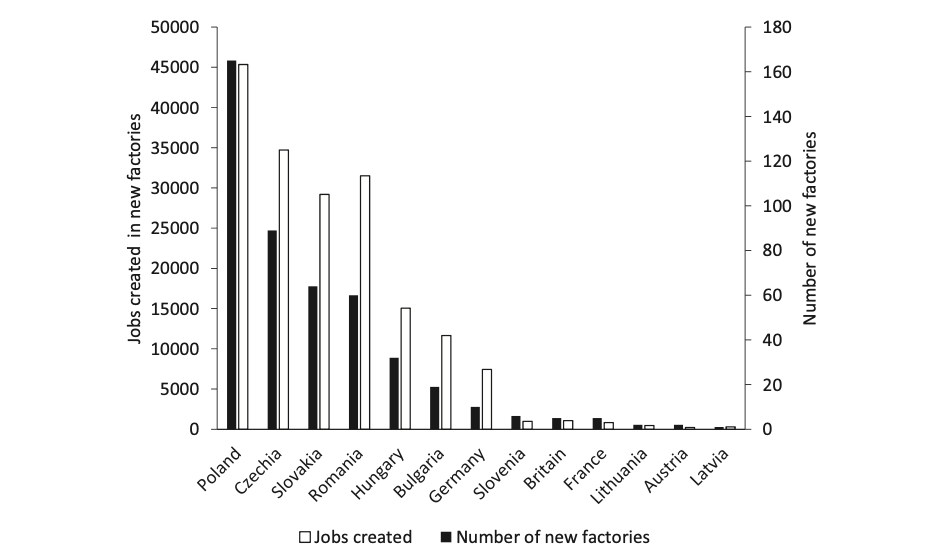 Jobs created in new factories
50000
45000
40000
35000
30000
25000
20000
15000
10000
5000
0
180
160
140
120
100
80
60
40
20
0
Number of new factories
Poland
Czechia
Slovakia
Romania
Hungary
Bulgaria
Germany
Slovenia
Britain
France
Lithuania
Austria
Latvia
Jobs created Number of new factories